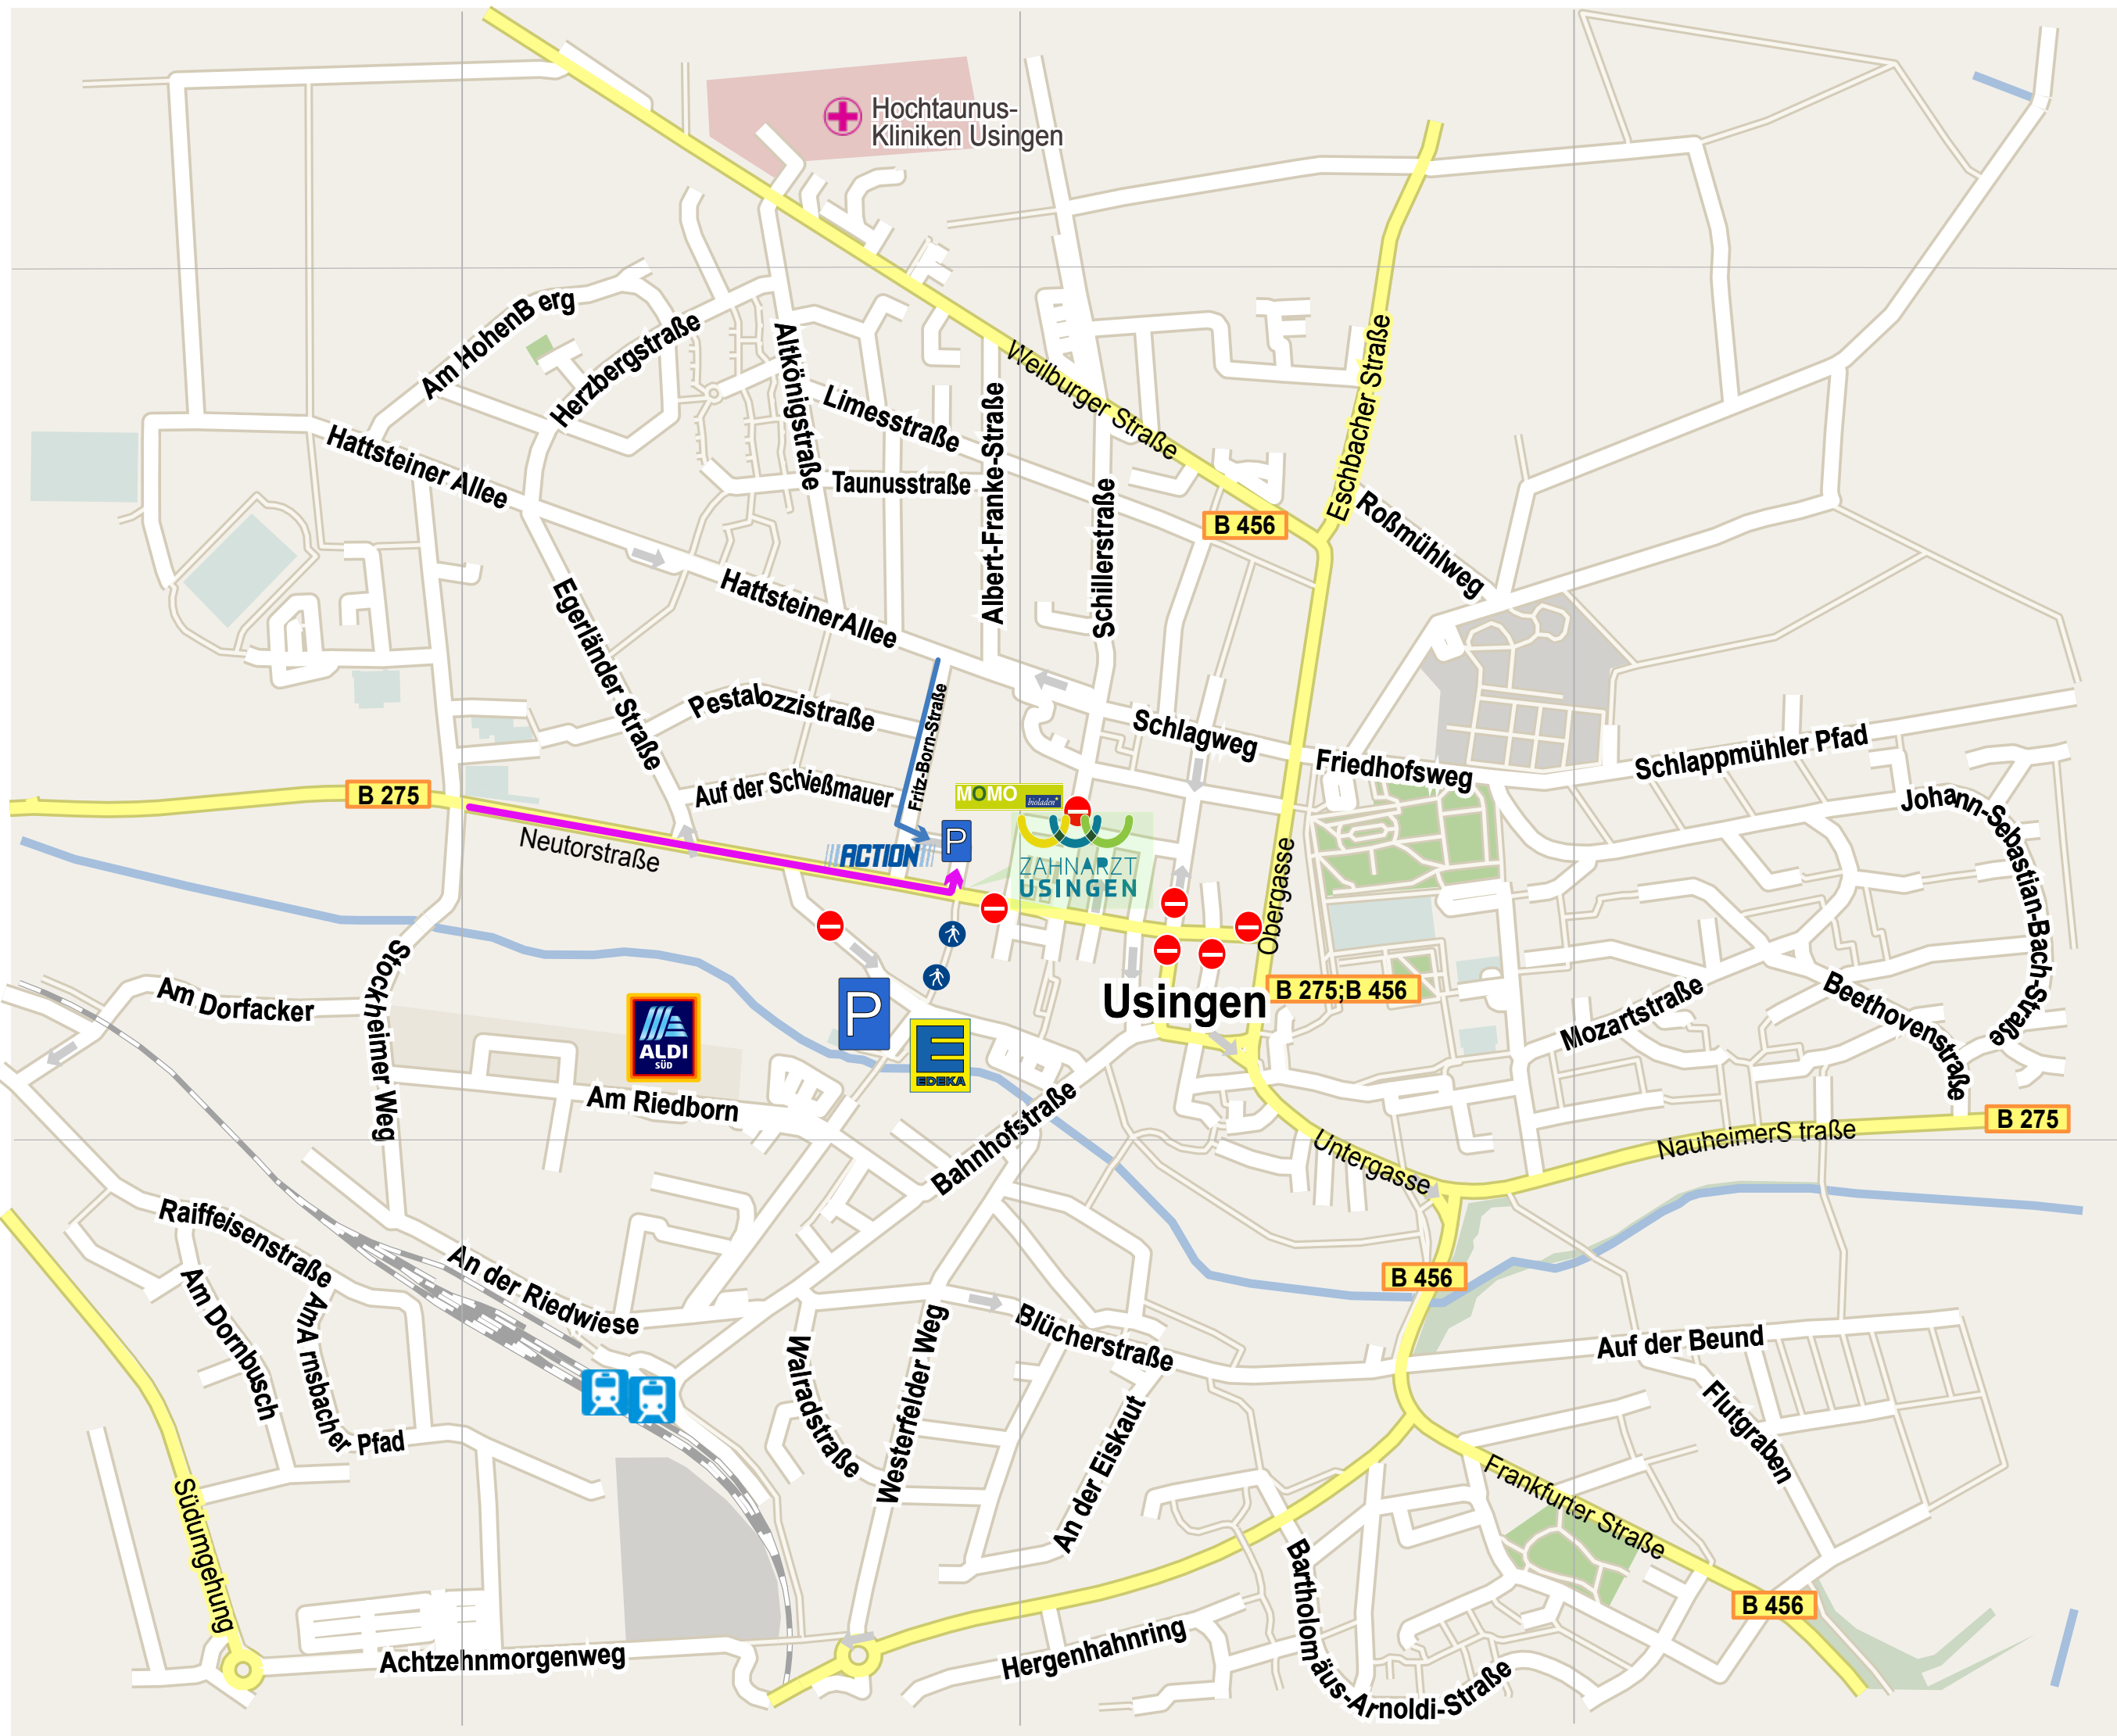 Hochtaunus-
Kliniken Usingen
Am HohenB erg
Herzbergstraße
Altkönigstraße
Weilburger Straße
Eschbacher Straße
Limesstraße
Albert-Franke-Straße
Hattsteiner Allee
Taunusstraße
Schillerstraße
B 456
Roßmühlweg
HattsteinerAllee
Egerländer Straße
Pestalozzistraße
Fritz-Born-Straße
Schlagweg
Friedhofsweg
Schlappmühler Pfad
B 275
Auf der Schießmauer
MOMO
bioladen
Johann-Sebastian-Bach-Straße
Neutorstraße
ACTION
P
ZAHNARZT
USINGEN
Obergasse
Stockheimer Weg
Am Dorfacker
P
Usingen
B 275;B 456
Mozartstraße
Beethovenstraße
ALDI
SÜD
EDEKA
Am Riedborn
Bahnhofstraße
Untergasse
NauheimerS traße
B 275
Raiffeisenstraße
An der Riedwiese
B 456
Am Dornbusch
AmA rnsbacher Pfad
Walradstraße
Westerfelder Weg
Blücherstraße
Auf der Beund
An der Eiskaut
Flutgraben
Südumgehung
Frankfurter Straße
Bartholomäus-Arnoldi-Straße
B 456
Achtzehnmorgenweg
Hergenhahnring